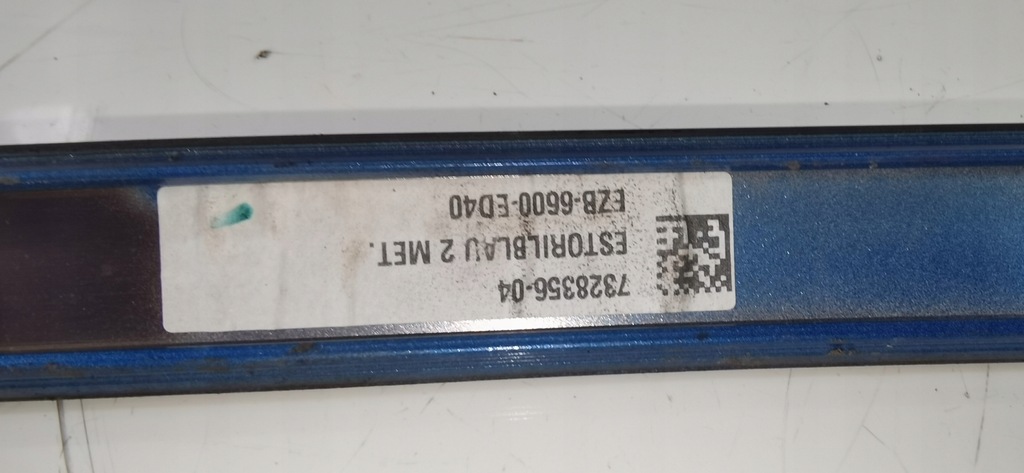 7328356-04
ESTORILBLAU 2 MET.
EZB-6600-ED40